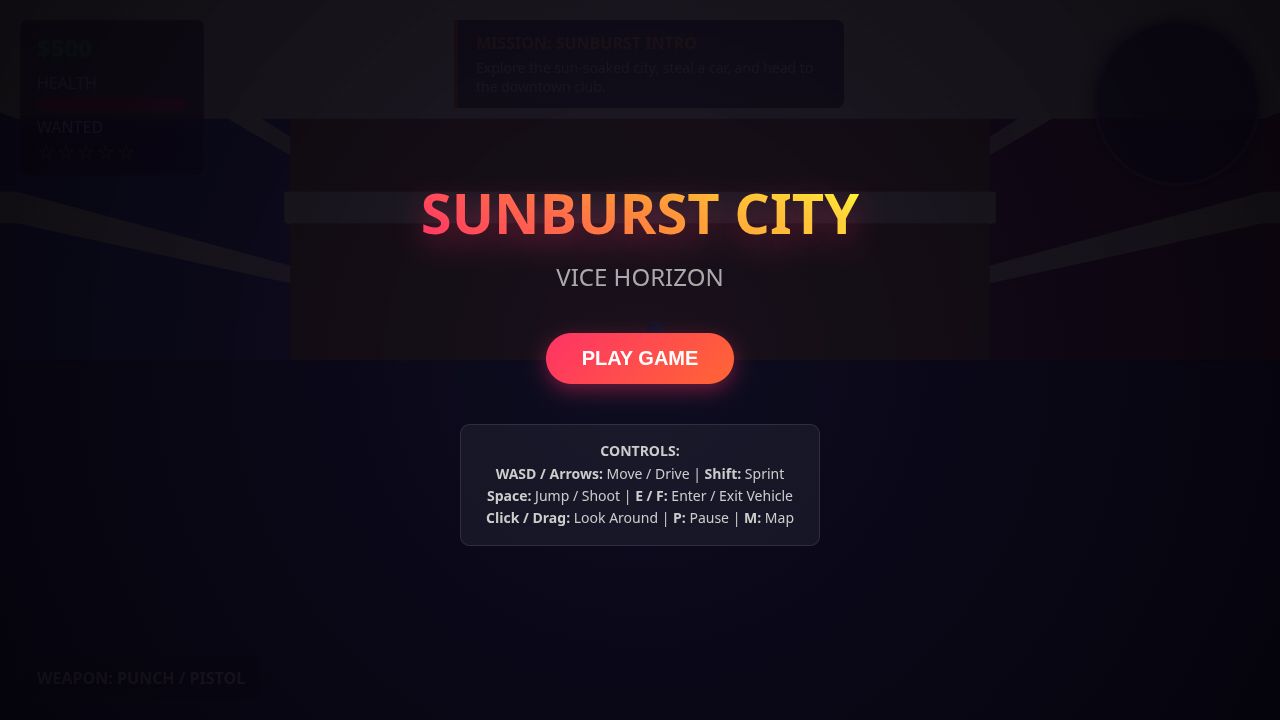 $500
HEALTH
WANTED
☆☆☆☆☆
MISSION: SUNBURST INTRO
Explore the sun-soaked city, steal a car, and head to
the downtown club.
SUNBURST CITY
VICE HORIZON
PLAY GAME
CONTROLS:
WASD / Arrows: Move / Drive | Shift: Sprint
Space: Jump / Shoot | E / F: Enter / Exit Vehicle
Click / Drag: Look Around | P: Pause | M: Map
WEAPON: PUNCH / PISTOL